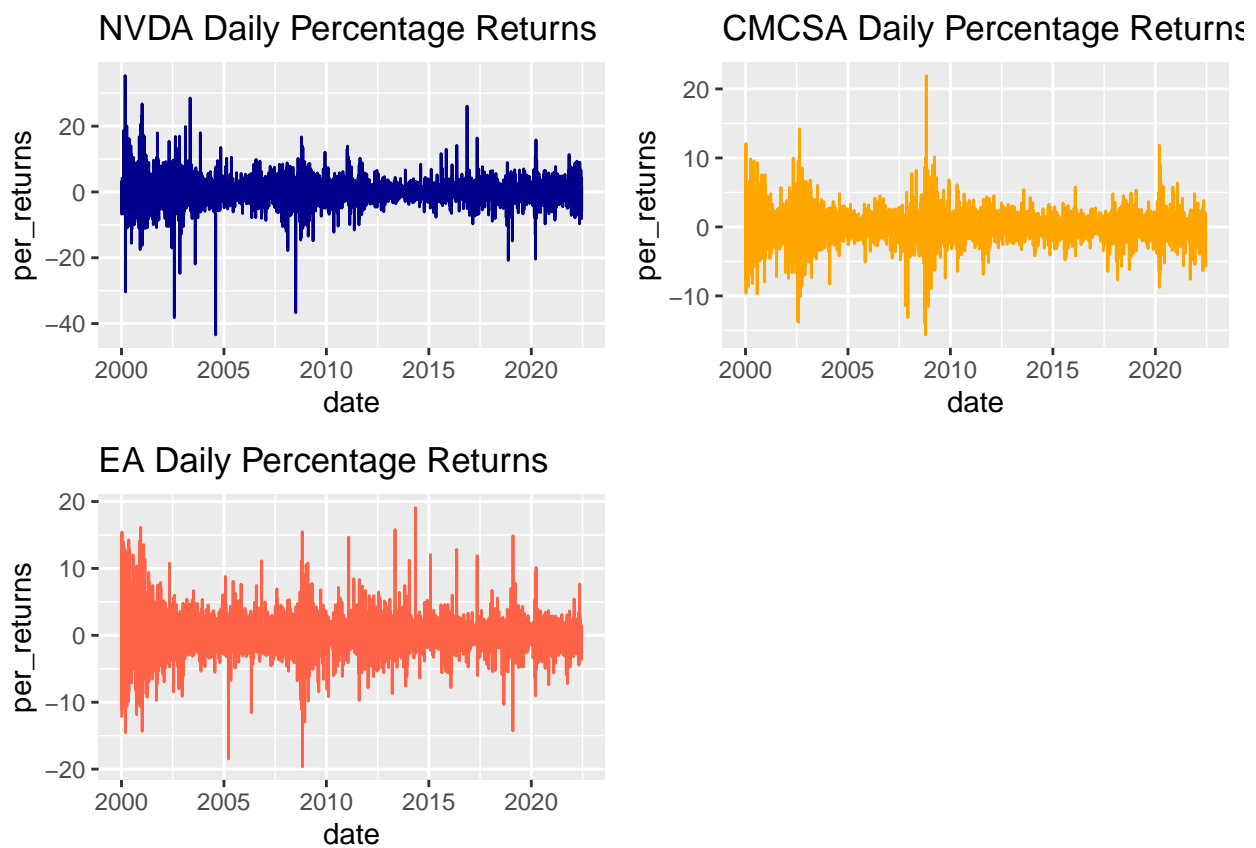 NVDA Daily Percentage Returns
20
0
−20
−40
per_returns
2000 2005 2010 2015 2020
date
CMCSA Daily Percentage Returns
20
10
0
−10
per_returns
2000 2005 2010 2015 2020
date
EA Daily Percentage Returns
20
10
0
−10
−20
per_returns
2000 2005 2010 2015 2020
date